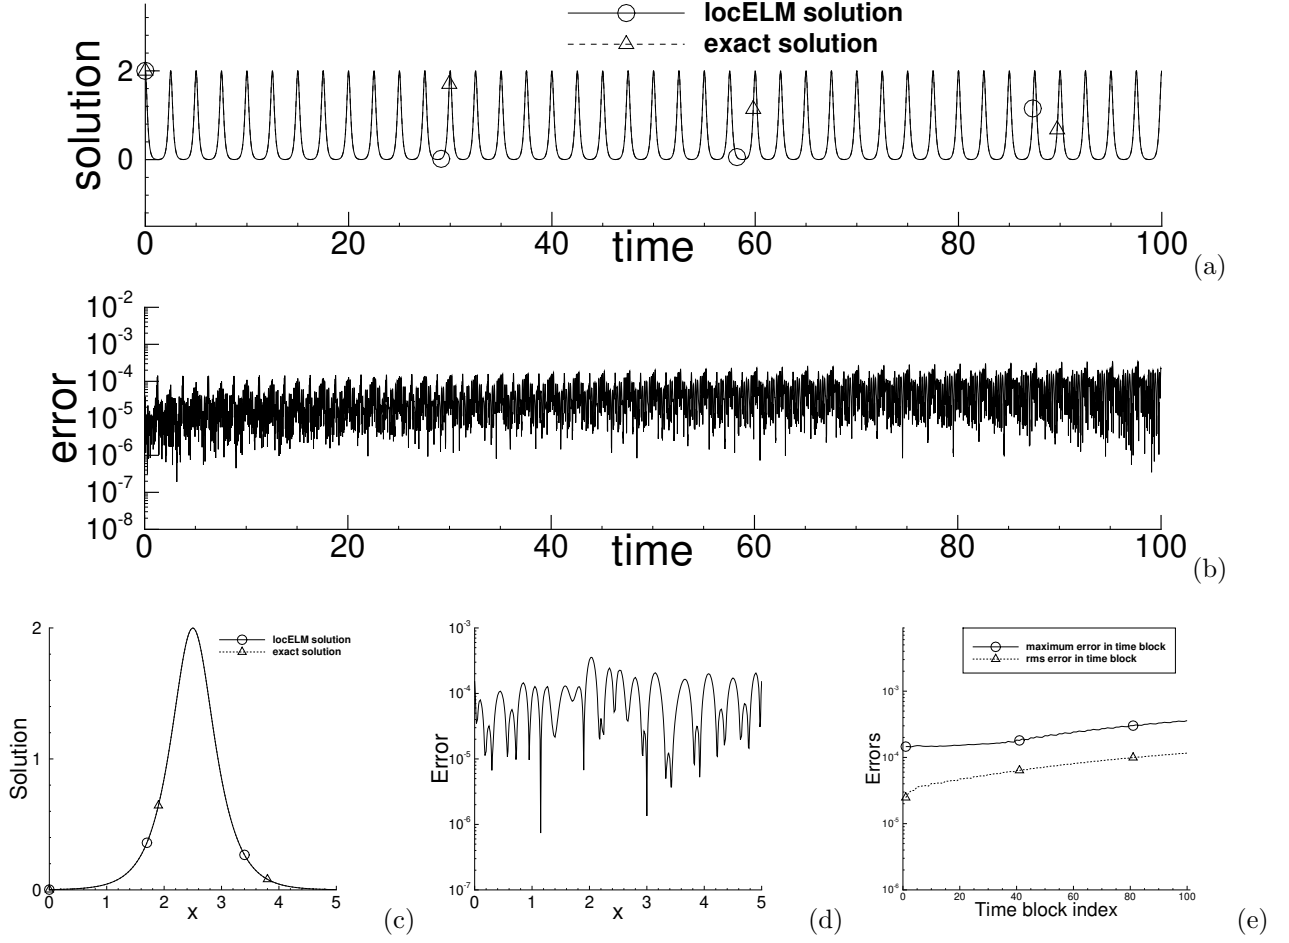 locELM solution
exact solution
solution
2
0
0
20
40
60
80
100
time
(a)
error
10-2
10-3
10-4
10-5
10-6
10-7
10-8
0
20
40
60
80
100
time
(b)
Solution
2
1
0
locELM solution
exact solution
0
1
2
3
4
5
x
(c)
Error
10-3
10-4
10-5
10-6
10-7
0
1
2
3
4
5
x
(d)
Errors
maximum error in time block
rms error in time block
10-3
10-4
10-5
10-6
0
20
40
60
80
100
Time block index
(e)